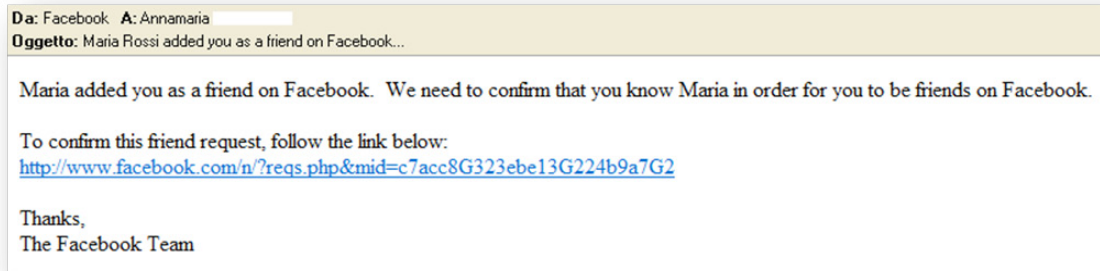 Da: Facebook A: Annamaria
Oggetto: Maria Rossi added you as a friend on Facebook...
Maria added you as a friend on Facebook. We need to confirm that you know Maria in order for you to be friends on Facebook.
To confirm this friend request, follow the link below:
http://www.facebook.com/n/?reqs.php&mid=c7acc8G323ebe13G224b9a7G2
Thanks,
The Facebook Team